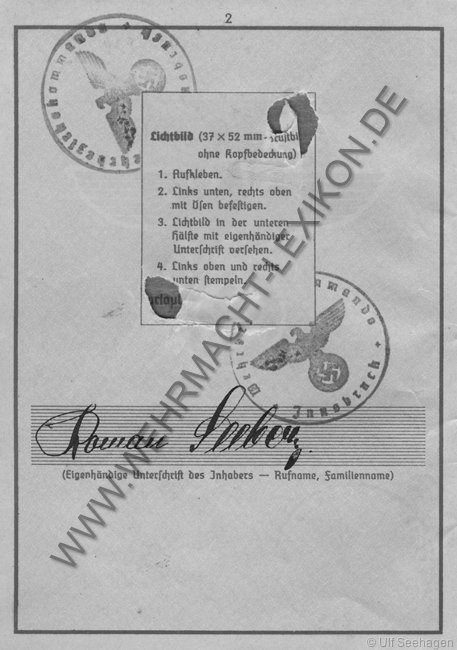 2
Wehrbezirkskommando
Lichtbild (37 × 52 mm -
ohne Kopfbedeckung)
1. Aufkleben.
2. Links unten, rechts oben
mit Ösen befestigen.
3. Lichtbild in der unteren
Hälfte mit eigenhändiger
Unterschrift versehen.
4. Links oben und rechts
unten stempeln.
Innsbruck
Roman
(Eigenhändige Unterschrift des Inhabers — Rufname, Familienname)
www.WEHRMACHT-LEXIKON.DE
© Ulf Seehagen